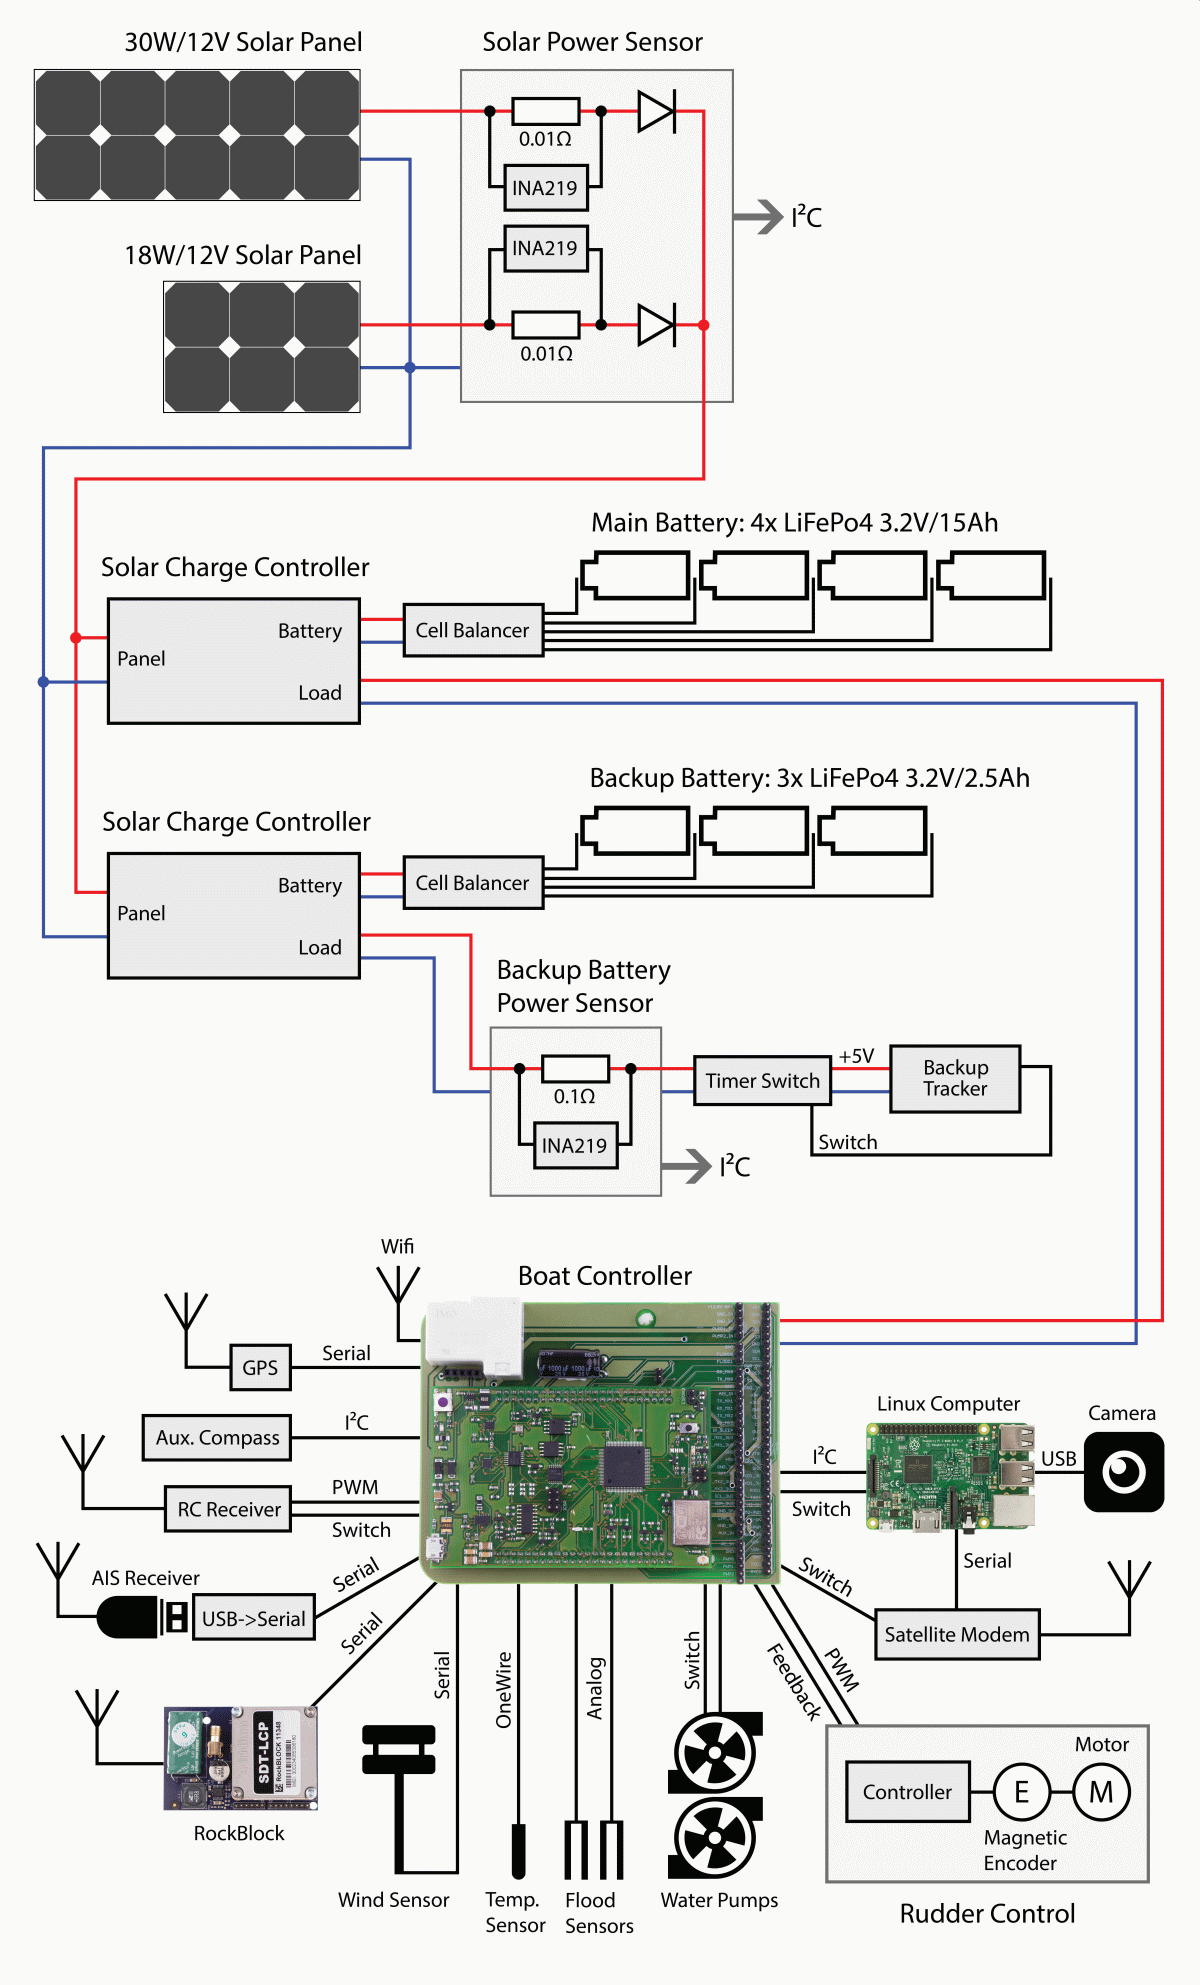 30W/12V Solar Panel
Solar Power Sensor
0.01Ω
INA219
I²C
18W/12V Solar Panel
INA219
0.01Ω
Main Battery: 4x LiFePo4 3.2V/15Ah
Solar Charge Controller
Battery
Cell Balancer
Panel
Load
Backup Battery: 3x LiFePo4 3.2V/2.5Ah
Solar Charge Controller
Battery
Cell Balancer
Panel
Load
Backup Battery
Power Sensor
0.1Ω
INA219
I²C
Timer Switch
+5V
Backup
Tracker
Switch
Wifi
Boat Controller
GPS
Serial
Aux. Compass
I²C
RC Receiver
PWM
Switch
AIS Receiver
USB->Serial
Serial
Serial
Linux Computer
Camera
I²C
Switch
USB
Serial
Switch
Satellite Modem
Serial
OneWire
Analog
Switch
Feedback
PWM
SDT-LCP
RockBLOCK 11348
RockBlock
Wind Sensor
Temp.
Sensor
Flood
Sensors
Water Pumps
Motor
Controller
E
M
Magnetic
Encoder
Rudder Control